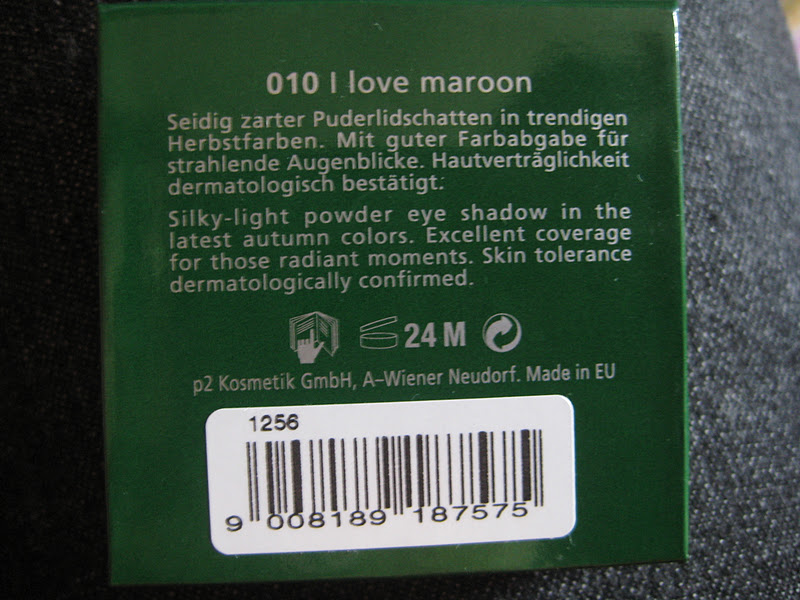 010 I love maroon
Seidig zarter Puderlidschatten in trendigen
Herbstfarben. Mit guter Farbabgabe für
strahlende Augenblicke. Hautverträglichkeit
dermatologisch bestätigt.
Silky-light powder eye shadow in the
latest autumn colors. Excellent coverage
for those radiant moments. Skin tolerance
dermatologically confirmed.
24 M
p2 Kosmetik GmbH, A–Wiener Neudorf. Made in EU
1256
9 008189 187575